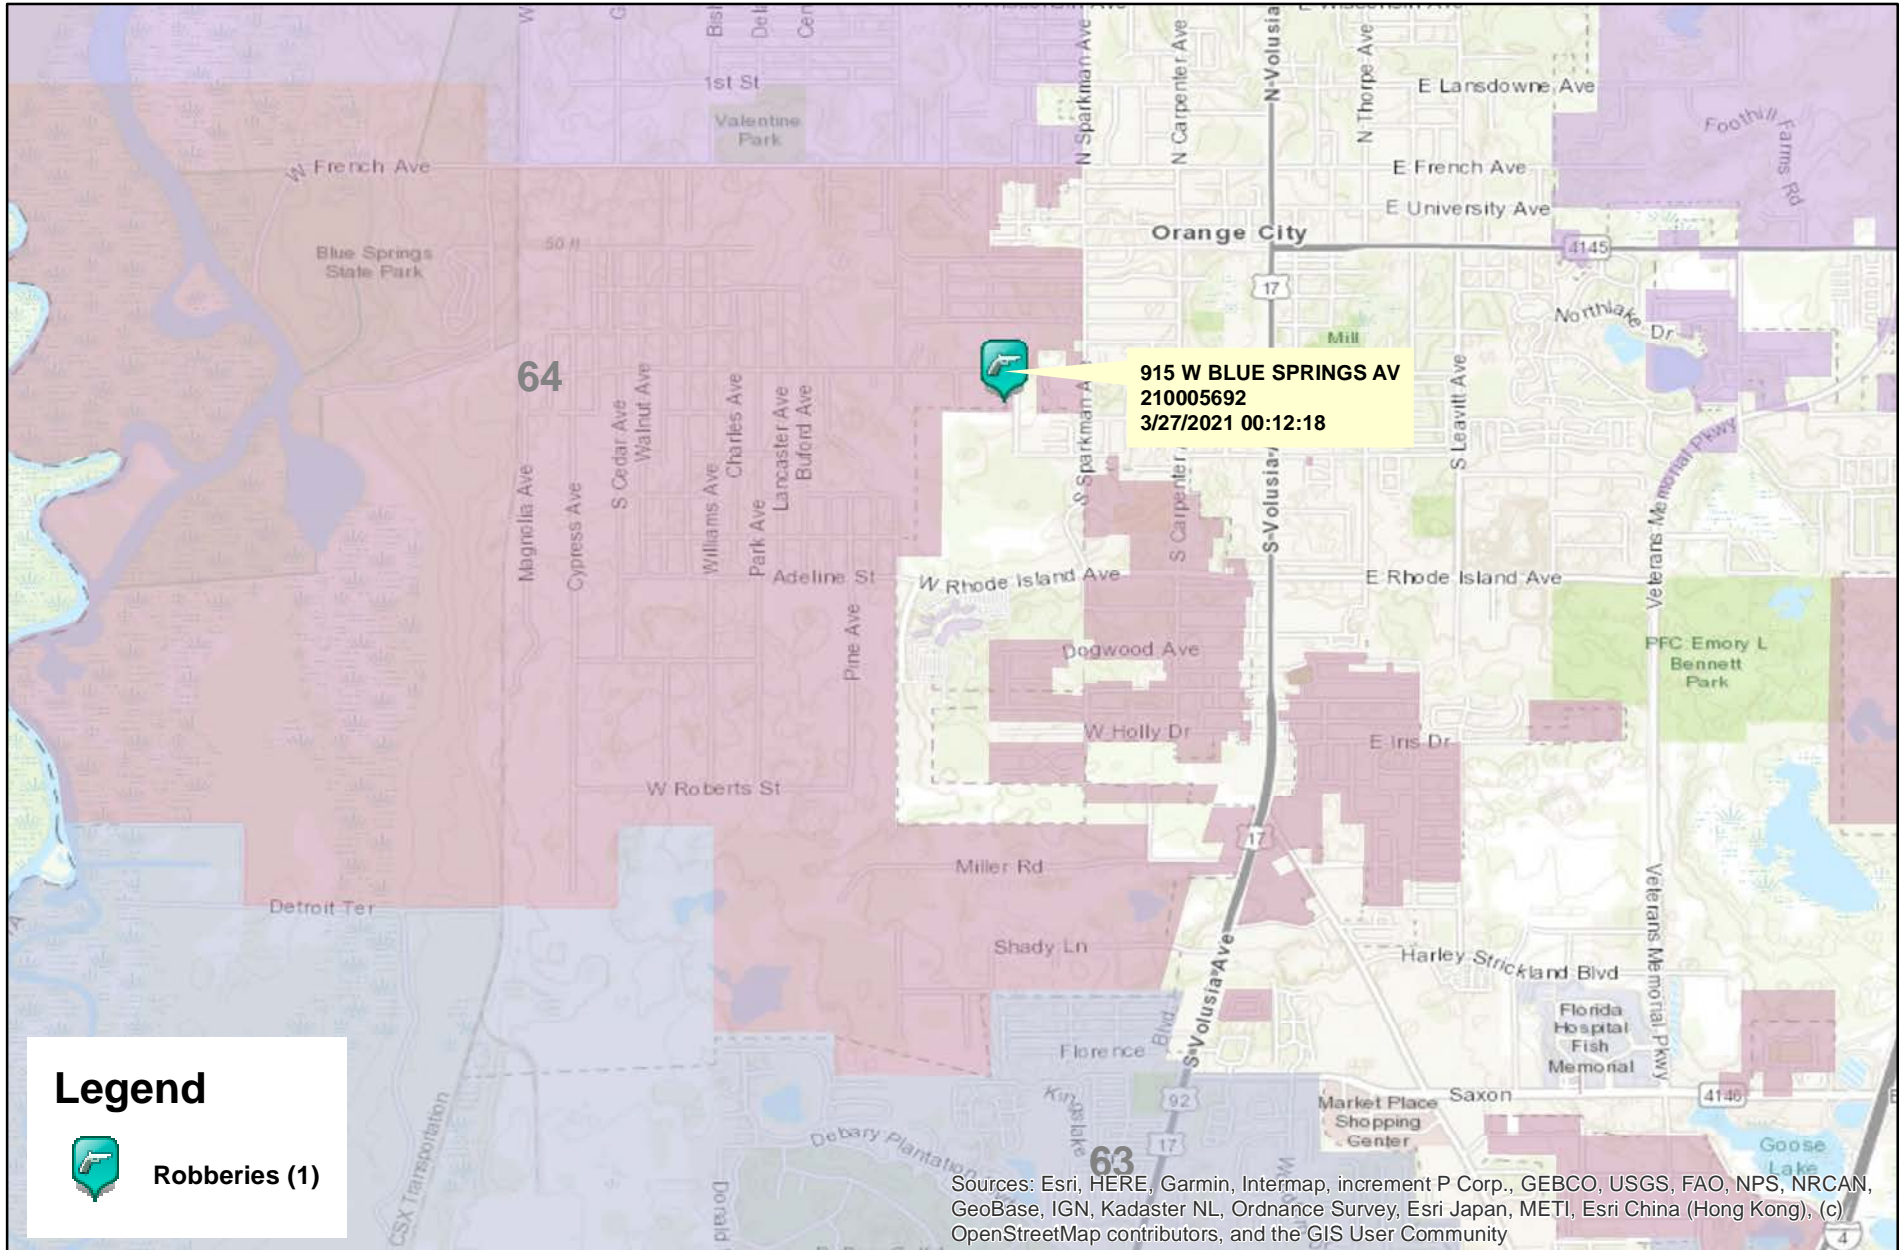 1st St
Valentine
Park
W French Ave
N Sparkman Ave
N Carpenter Ave
N Volusia
N Thorpe Ave
E Lansdowne Ave
Foothill Farms Rd
E French Ave
E University Ave
Orange City
4145
17
50 ft
Blue Springs
State Park
Northlake Dr
Mill
64
915 W BLUE SPRINGS AV
210005692
3/27/2021 00:12:18
Magnolia Ave
Cypress Ave
S Cedar Ave
Walnut Ave
Williams Ave
Charles Ave
Park Ave
Lancaster Ave
Buford Ave
S Sparkman Av
S Carpenter
S Volusia
S Leavitt Ave
Veterans Memorial Pkwy
Adeline St
Pine Ave
W Rhode Island Ave
E Rhode Island Ave
Dogwood Ave
PFC Emory L
Bennett
Park
W Holly Dr
E Iris Dr
W Roberts St
17
Miller Rd
Detroit Ter
Shady Ln
S Volusia Ave
Harley Strickland Blvd
Veterans Memorial Pkwy
Florida
Hospital
Fish
Memorial
Florence Blvd
Kingslake
92
17
Saxon
4146
Market Place
Shopping
Center
Goose
Lake
Debary Plantation
63
CSX Transportation
Donald
4
Legend
Robberies (1)
Sources: Esri, HERE, Garmin, Intermap, increment P Corp., GEBCO, USGS, FAO, NPS, NRCAN,
GeoBase, IGN, Kadaster NL, Ordnance Survey, Esri Japan, METI, Esri China (Hong Kong), (c)
OpenStreetMap contributors, and the GIS User Community